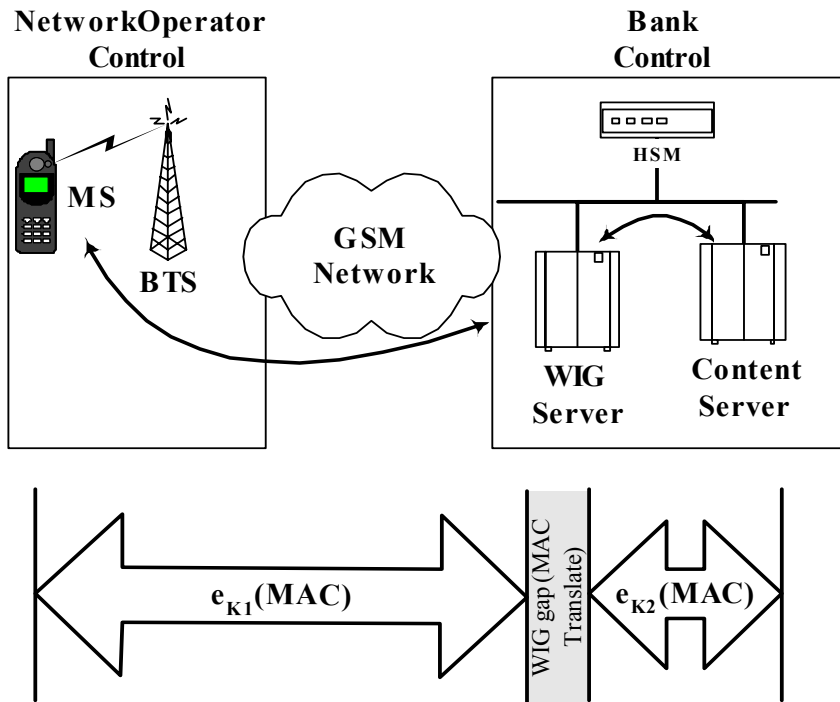 NetworkOperator
Control
Bank
Control
HSM
MS
BTS
GSM
Network
WIG
Server
Content
Server
eK1(MAC)
WIG gap (MAC
Translate)
eK2(MAC)